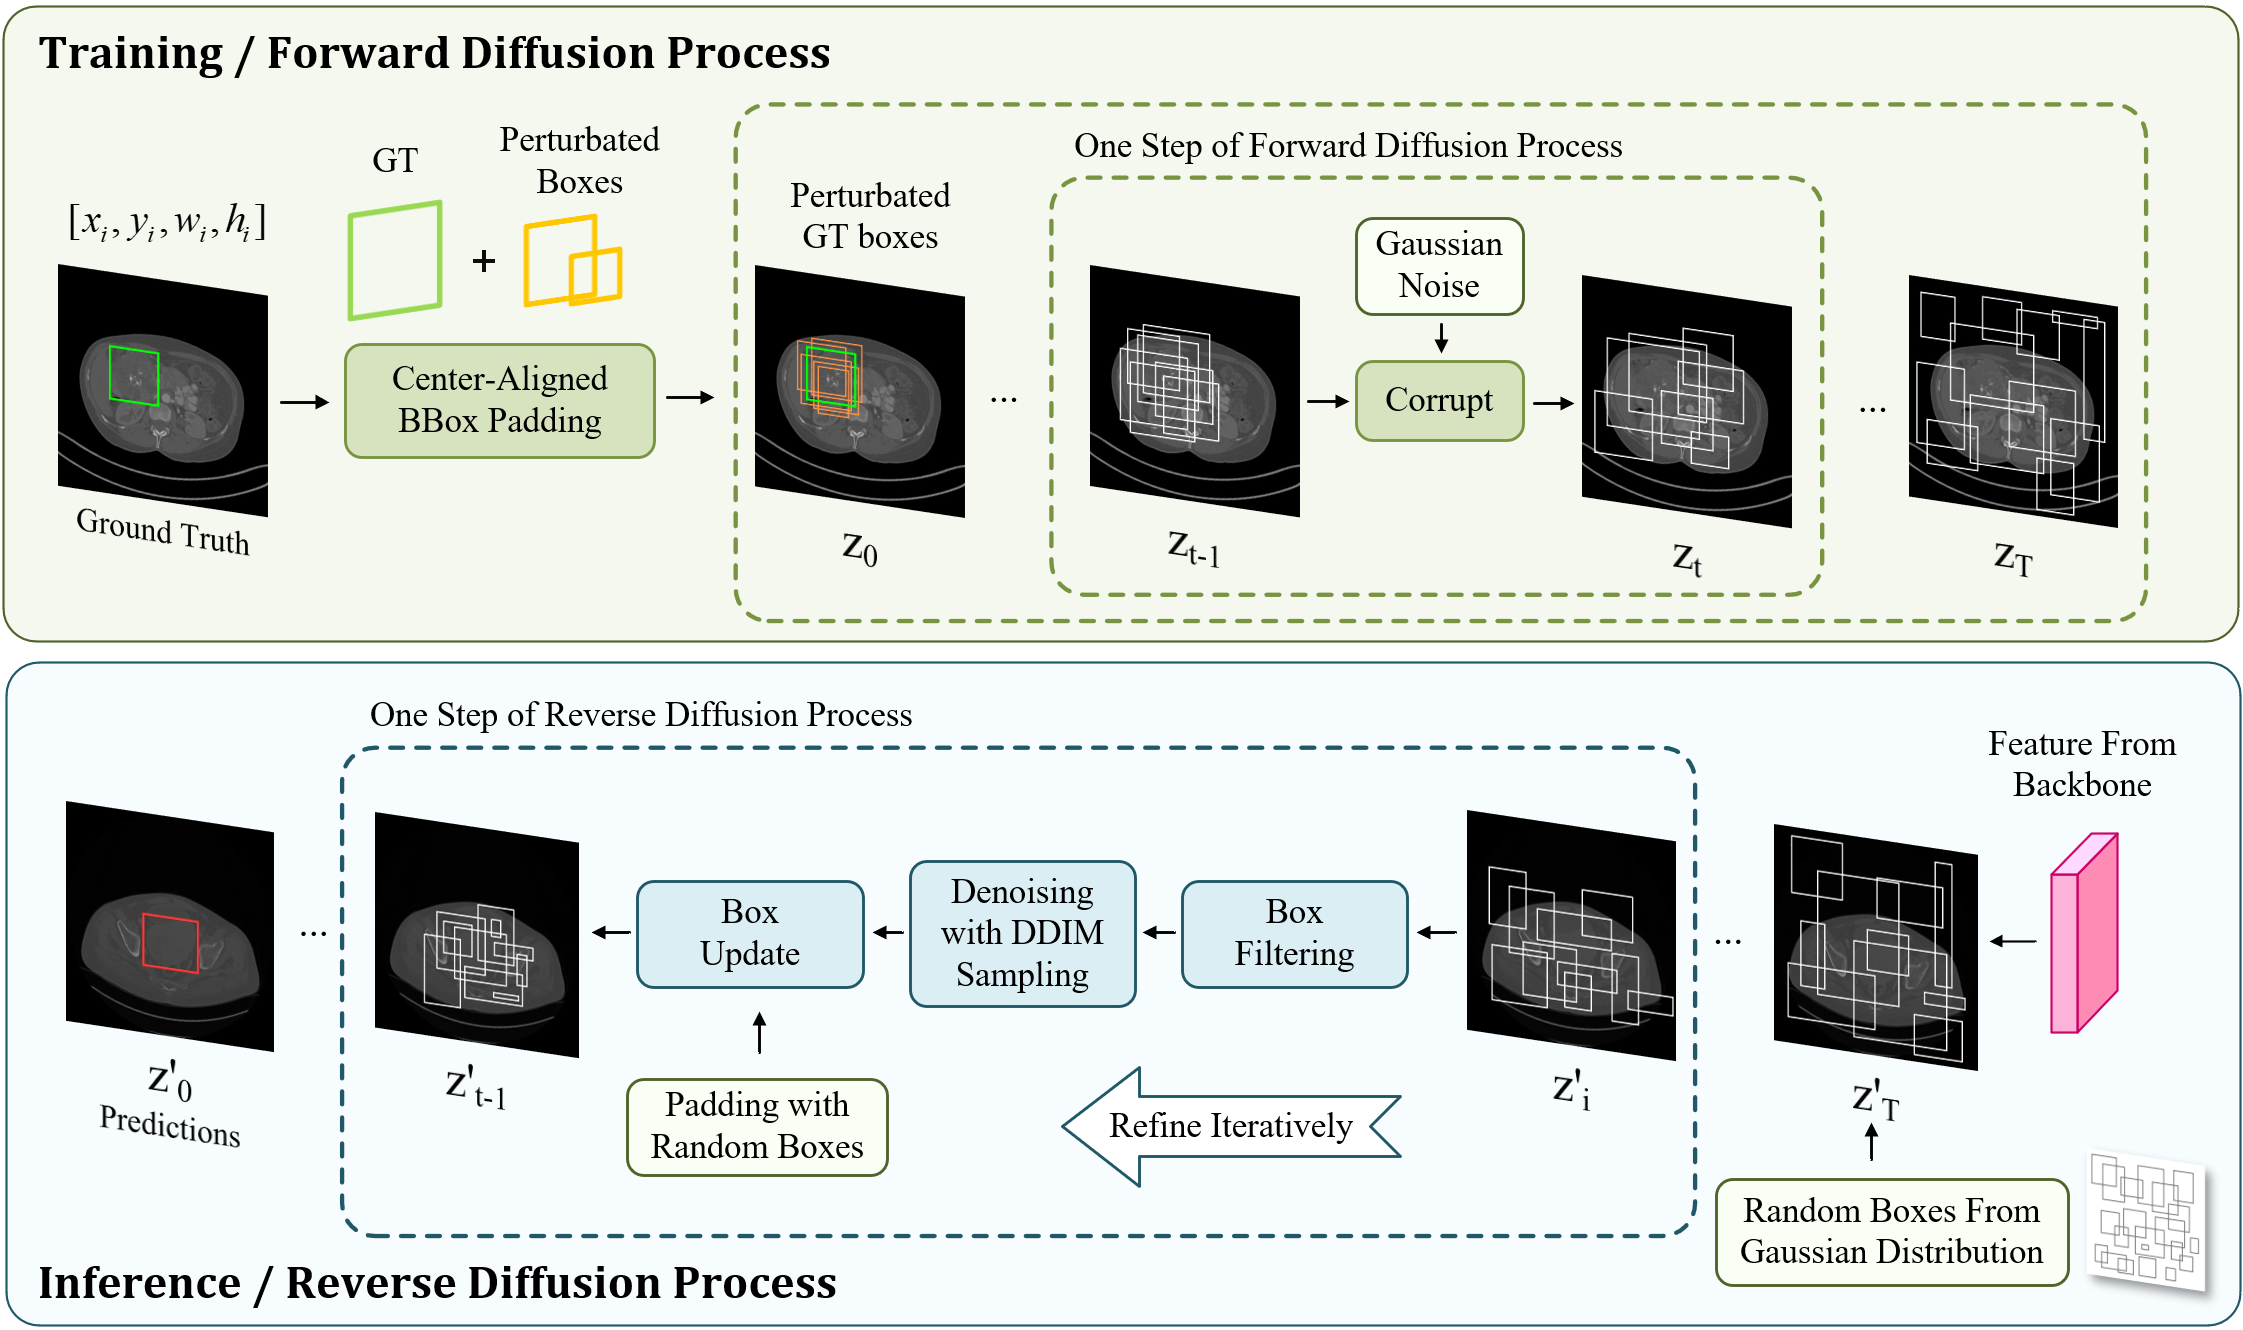 Training / Forward Diffusion Process
One Step of Forward Diffusion Process
GT
Perturbated
Boxes
[x_i, y_i, w_i, h_i]
+
Perturbated
GT boxes
Gaussian
Noise
Center-Aligned
BBox Padding
...
Corrupt
...
Ground Truth
z_0
z_{t-1}
z_t
z_T
One Step of Reverse Diffusion Process
Feature From
Backbone
...
Box
Update
Denoising
with DDIM
Sampling
Box
Filtering
...
z'_0
Predictions
z'_{t-1}
Padding with
Random Boxes
Refine Iteratively
z'_i
z'_T
Random Boxes From
Gaussian Distribution
Inference / Reverse Diffusion Process